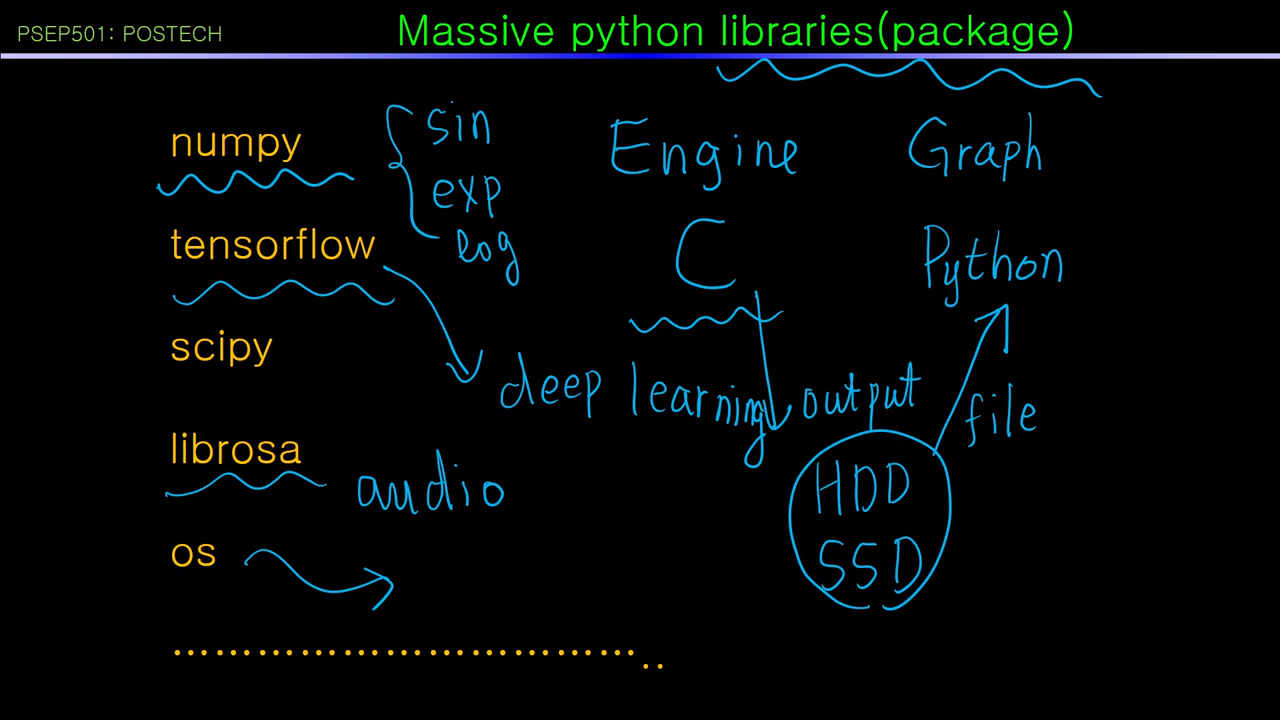 PSEP501: POSTECH
Massive python libraries(package)
numpy
sin
exp
log
Engine
Graph
tensorflow
C
Python
scipy
deep learning
output
file
librosa
audio
HDD
SSD
os
....................................